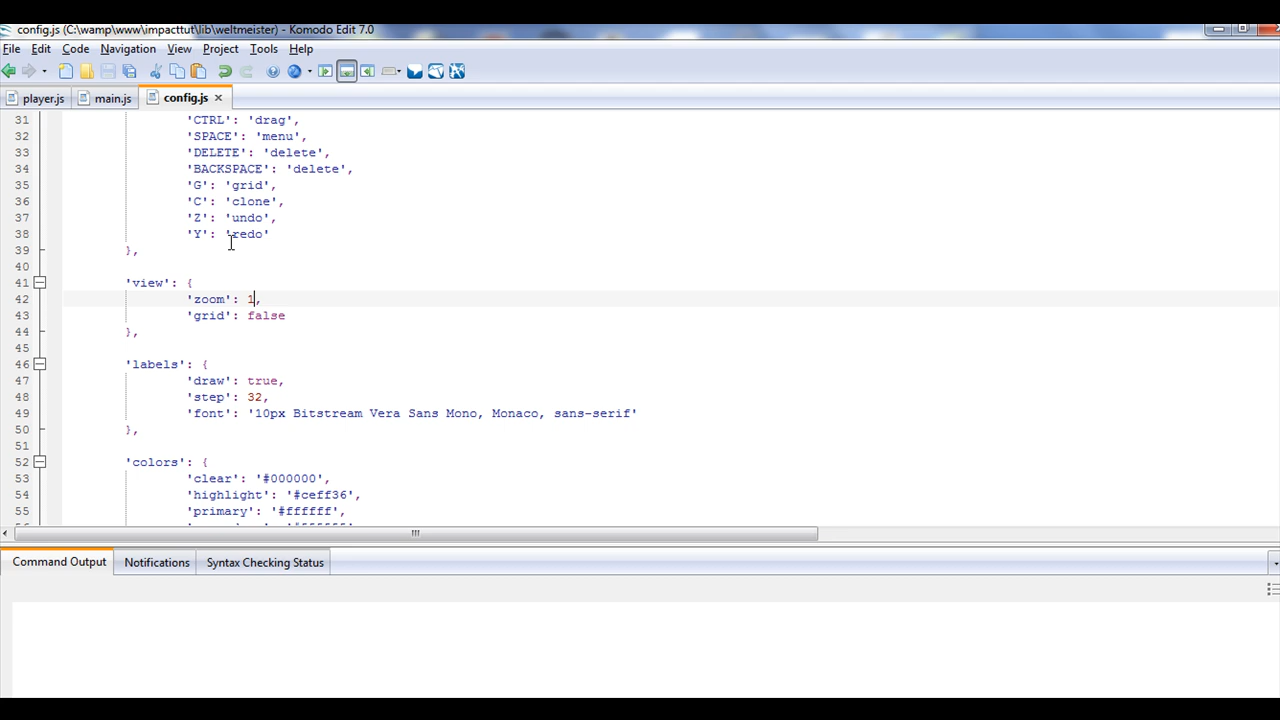 config.js (C:\wamp\www\impacttut\lib\weltmeister) - Komodo Edit 7.0
File Edit Code Navigation View Project Tools Help
player.js main.js config.js
31 'CTRL': 'drag',
32 'SPACE': 'menu',
33 'DELETE': 'delete',
34 'BACKSPACE': 'delete',
35 'G': 'grid',
36 'C': 'clone',
37 'Z': 'undo',
38 'Y': 'redo'
39 },
40
41 'view': {
42 'zoom': 1,
43 'grid': false
44 },
45
46 'labels': {
47 'draw': true,
48 'step': 32,
49 'font': '10px Bitstream Vera Sans Mono, Monaco, sans-serif'
50 },
51
52 'colors': {
53 'clear': '#000000',
54 'highlight': '#ceff36',
55 'primary': '#ffffff',
56
Command Output Notifications Syntax Checking Status